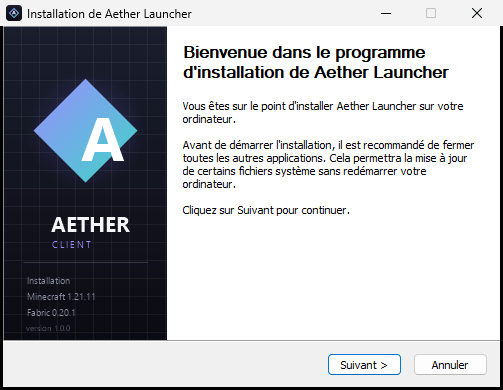 Installation de Aether Launcher
A
AETHER
CLIENT
Installation
Minecraft 1.21.11
Fabric 0.20.1
version 1.0.0
Bienvenue dans le programme
d'installation de Aether Launcher
Vous êtes sur le point d'installer Aether Launcher sur votre
ordinateur.
Avant de démarrer l'installation, il est recommandé de fermer
toutes les autres applications. Cela permettra la mise à jour
de certains fichiers système sans redémarrer votre
ordinateur.
Cliquez sur Suivant pour continuer.
Suivant >
Annuler